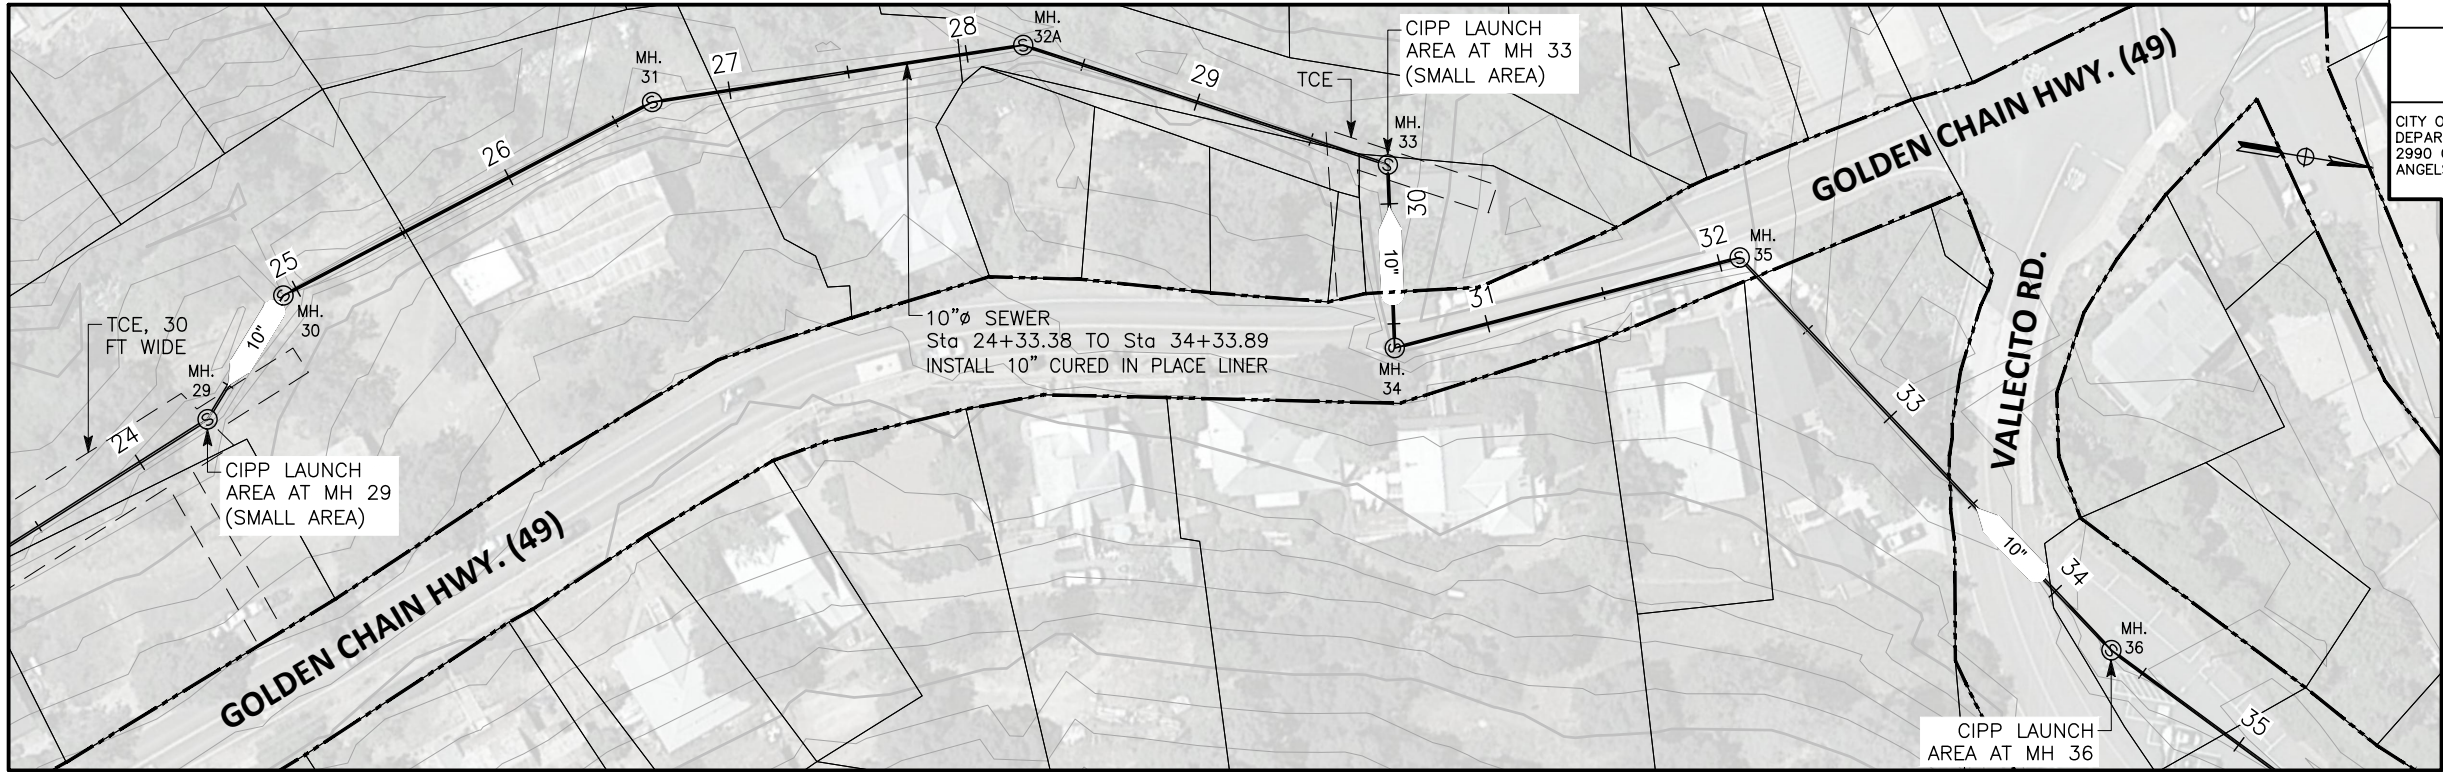 28
MH.
32A
CIPP LAUNCH
AREA AT MH 33
(SMALL AREA)
MH.
31
27
29
TCE
GOLDEN CHAIN HWY. (49)
MH.
33
26
30
CITY O
DEPAR
2990
ANGEL
25
MH.
30
10"
TCE, 30
FT WIDE
MH.
29
24
CIPP LAUNCH
AREA AT MH 29
(SMALL AREA)
10"ø SEWER
Sta 24+33.38 TO Sta 34+33.89
INSTALL 10" CURED IN PLACE LINER
10"
31
32
MH.
35
MH.
34
33
VALLECITO RD.
GOLDEN CHAIN HWY. (49)
10"
34
MH.
36
35
CIPP LAUNCH
AREA AT MH 36
S
S
S
S
S
S
S
S